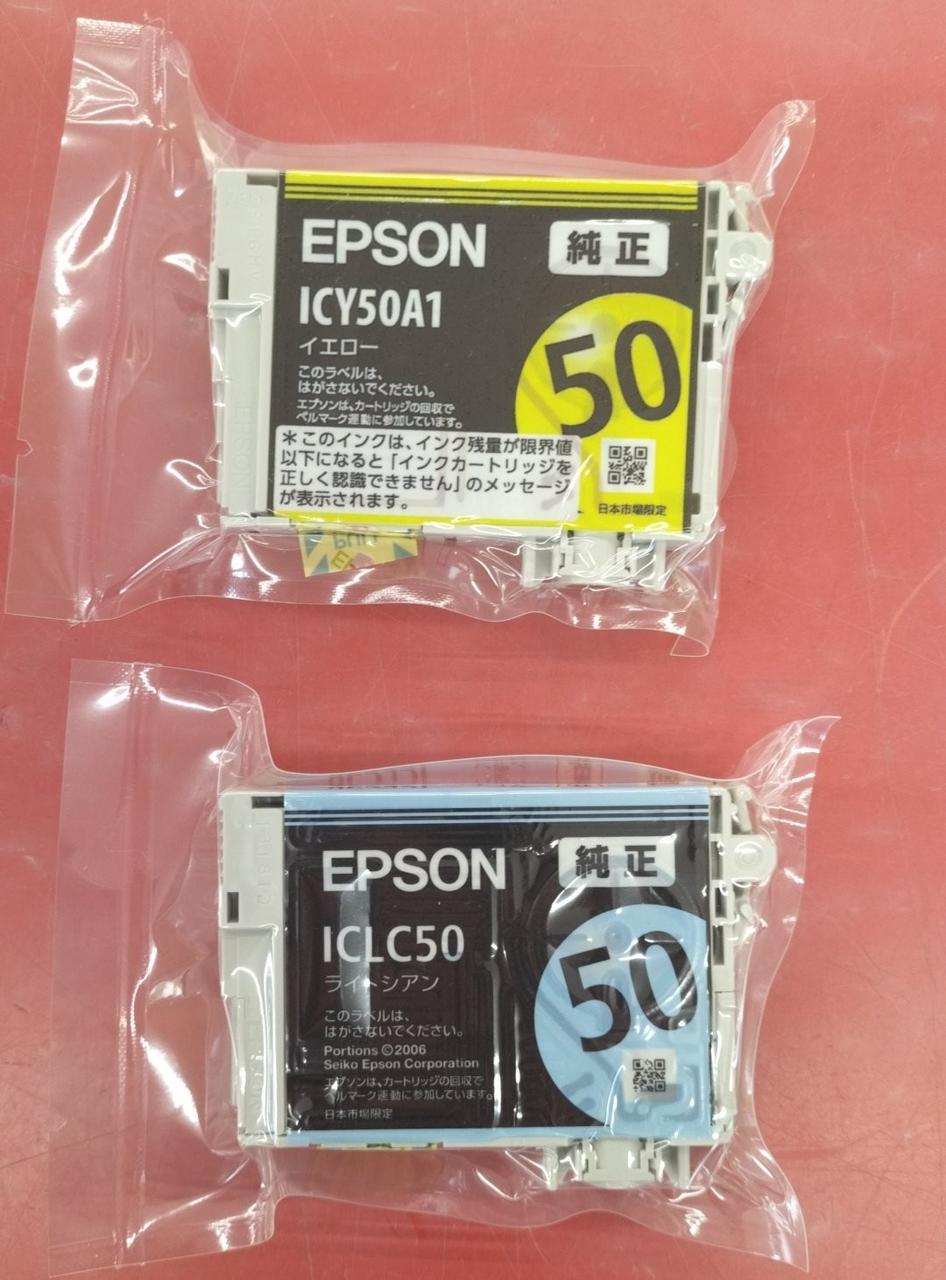 EPSON
純正
ICY50A1
イエロー
50
このラベルは、
はがさないでください。
エプソンは、カートリッジの回収で
ベルマーク運動に参加しています。
＊このインクは、インク残量が限界値
以下になると「インクカートリッジを
正しく認識できません」のメッセージ
が表示されます。
日本市場限定
EPSON
純正
ICLC50
ライトシアン
50
このラベルは、
はがさないでください。
Portions ©2006
Seiko Epson Corporation
エプソンは、カートリッジの回収で
ベルマーク運動に参加しています。
日本市場限定